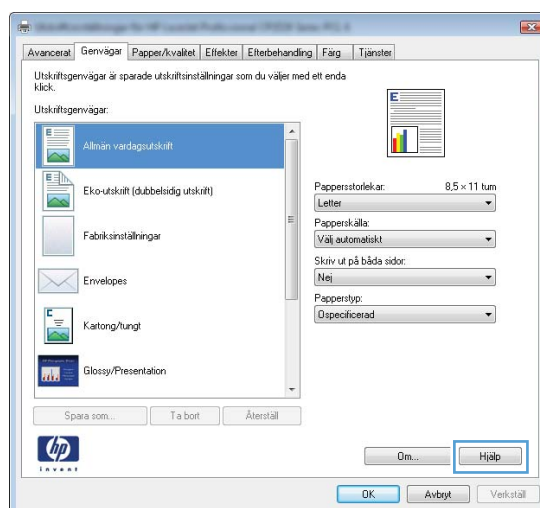 Avancerat Genvägar Papper/kvalitet Effekter Efterbehandling Färg Tjänster
Utskriftsgenvägar är sparade utskriftsinställningar som du väljer med ett enda
klick.
Utskriftsgenvägar:
Allmän vardagsutskrift
Eko-utskrift (dubbelsidig utskrift)
Fabriksinställningar
Envelopes
Kartong/tungt
Glossy/Presentation
Pappersstorlekar: 8,5 × 11 tum
Letter
Papperskälla:
Välj automatiskt
Skriv ut på båda sidor:
Nej
Papperstyp:
Ospecificerad
Spara som... Ta bort Återställ
hp
invent
Om... Hjälp
OK Avbryt Verkställ